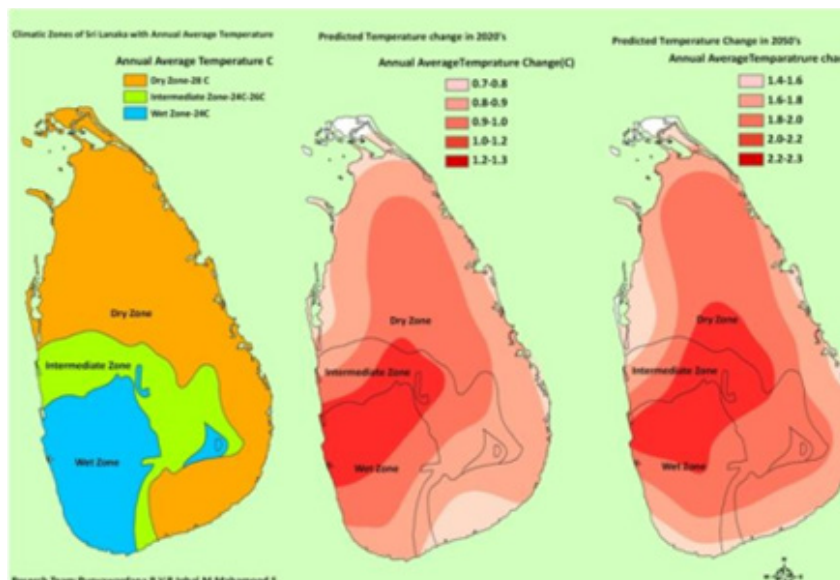 Climatic Zones of Sri Lanaka with Annual Average Temperature
Annual Average Temperature C
Dry Zone-28 C
Intermediate Zone-24C-26C
Wet Zone-24C
Dry Zone
Intermediate Zone
Wet Zone
Predicted Temperature change in 2020's
Annual AverageTemprature Change(C)
0.7-0.8
0.8-0.9
0.9-1.0
1.0-1.2
1.2-1.3
Dry Zone
Intermediate Zone
Wet Zone
Predicted Temperature Change in 2050's
Annual AverageTemparatrure chan
1.4-1.6
1.6-1.8
1.8-2.0
2.0-2.2
2.2-2.3
Dry Zone
Intermediate Zone
Wet Zone